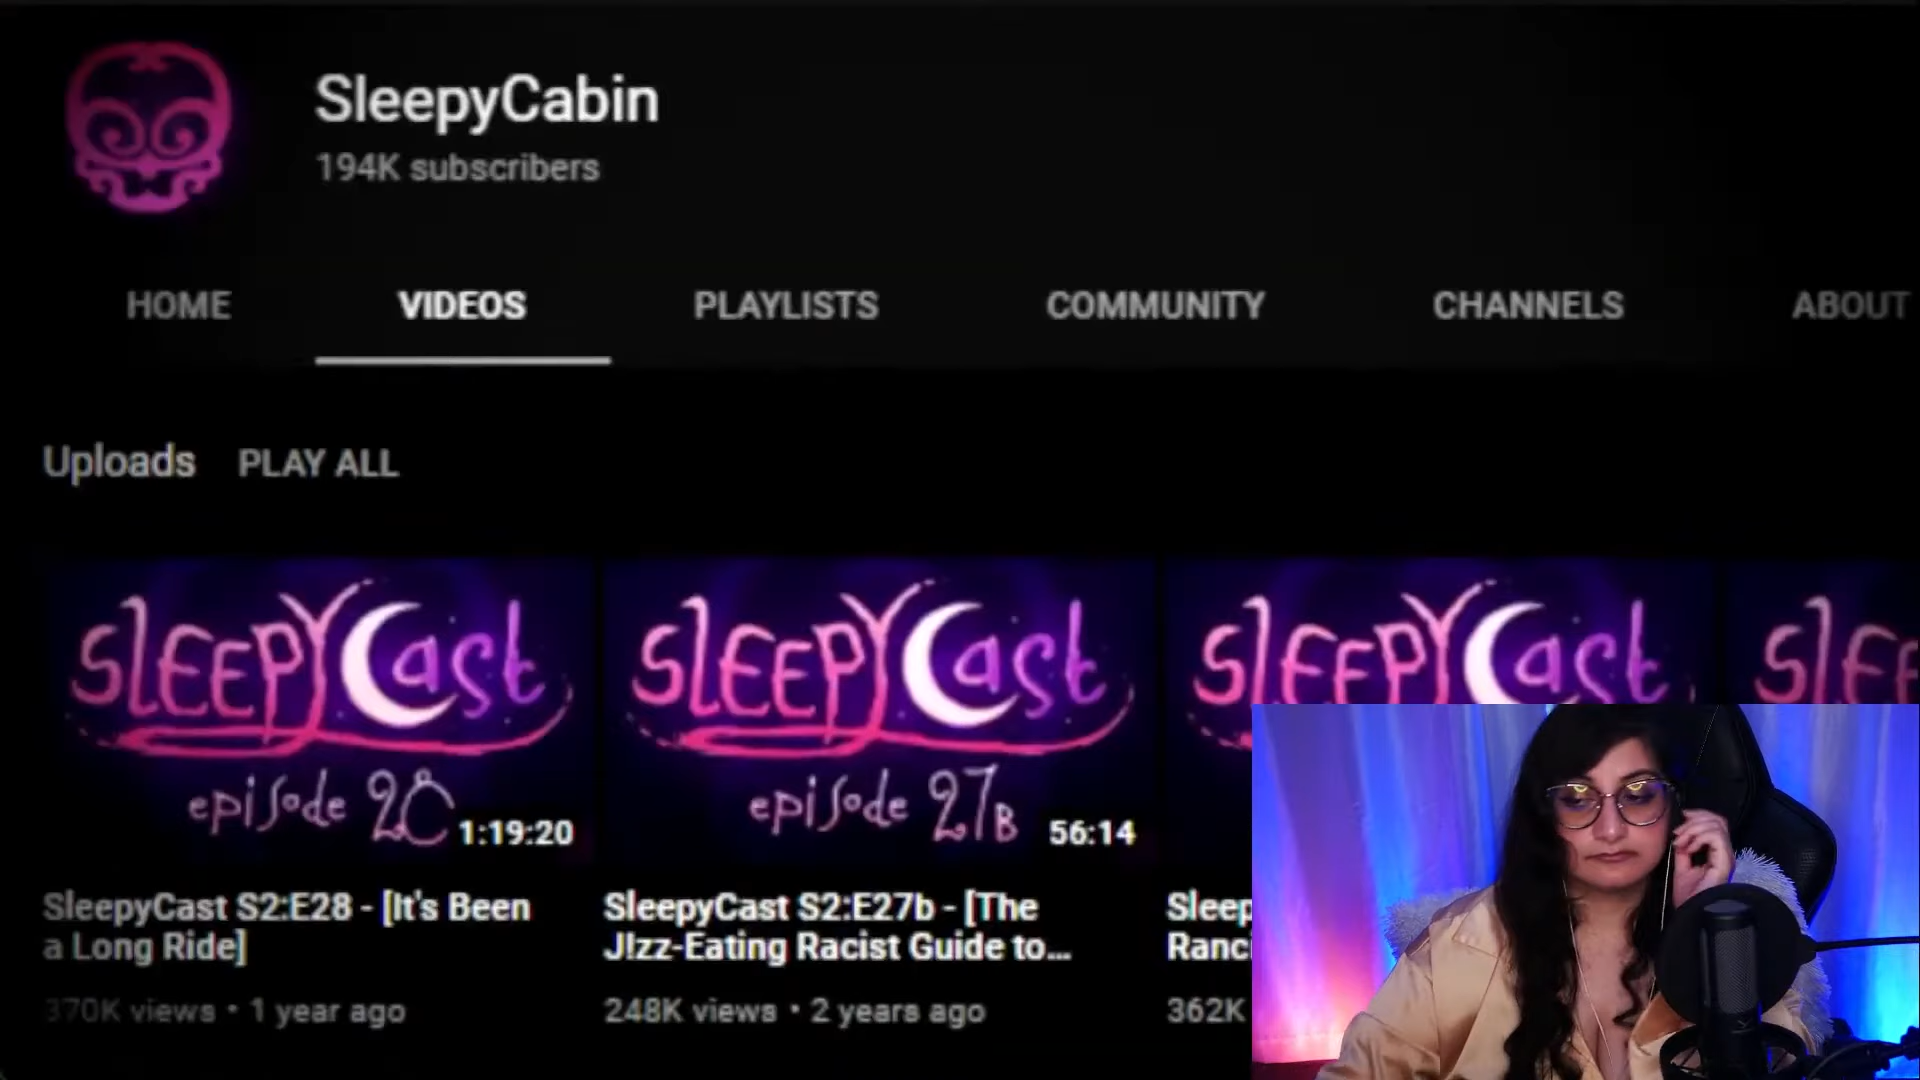 SleepyCabin
194K subscribers
HOME
VIDEOS
PLAYLISTS
COMMUNITY
CHANNELS
ABOUT
Uploads PLAY ALL
SLEEPYCast
episode 28
1:19:20
SleepyCast S2:E28 - [It's Been
a Long Ride]
370K views • 1 year ago
SLEEPYCast
episode 27B
56:14
SleepyCast S2:E27b - [The
J!zz-Eating Racist Guide to...
248K views • 2 years ago
SLEEPYCast
362K